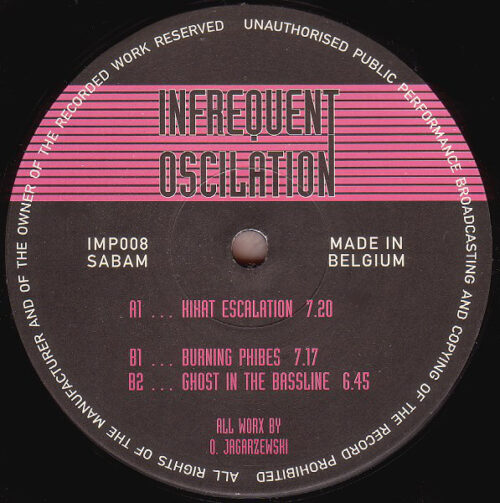 ALL RIGHTS OF THE MANUFACTURER AND OF THE OWNER OF THE RECORDED WORK RESERVED UNAUTHORISED PUBLIC PERFORMANCE BROADCASTING AND COPYING OF THE RECORD PROHIBITED
INFREQUENT
OSCILATION
IMP008
SABAM
MADE IN
BELGIUM
A1 ... HIHAT ESCALATION 7.20
B1 ... BURNING PHIBES 7.17
B2 ... GHOST IN THE BASSLINE 6.45
ALL WORX BY
O. JAGARZEWSKI